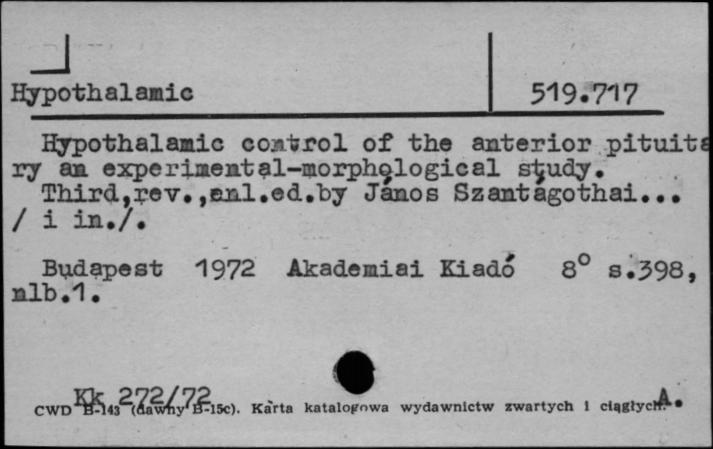 Hypothalamic 519.717
Hypothalamic control of the anterior pituita
ry an experimental-morphological study.
Third,rev.,enl.ed.by János Szantágothai...
/ i in./.
Budapest 1972 Akademiai Kiadó 8° s.398,
nlb.1.
Kk 272/72 A.
CWD B-143 (dawny B-15c). Karta katalogowa wydawnictw zwartych i ciągłych.